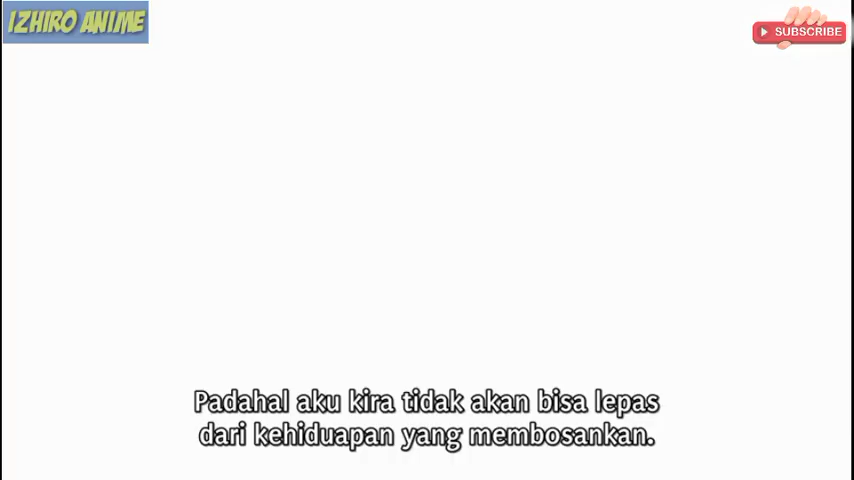 IZHIRO ANIME
SUBSCRIBE
Padahal aku kira tidak akan bisa lepas
dari kehiduapan yang membosankan.